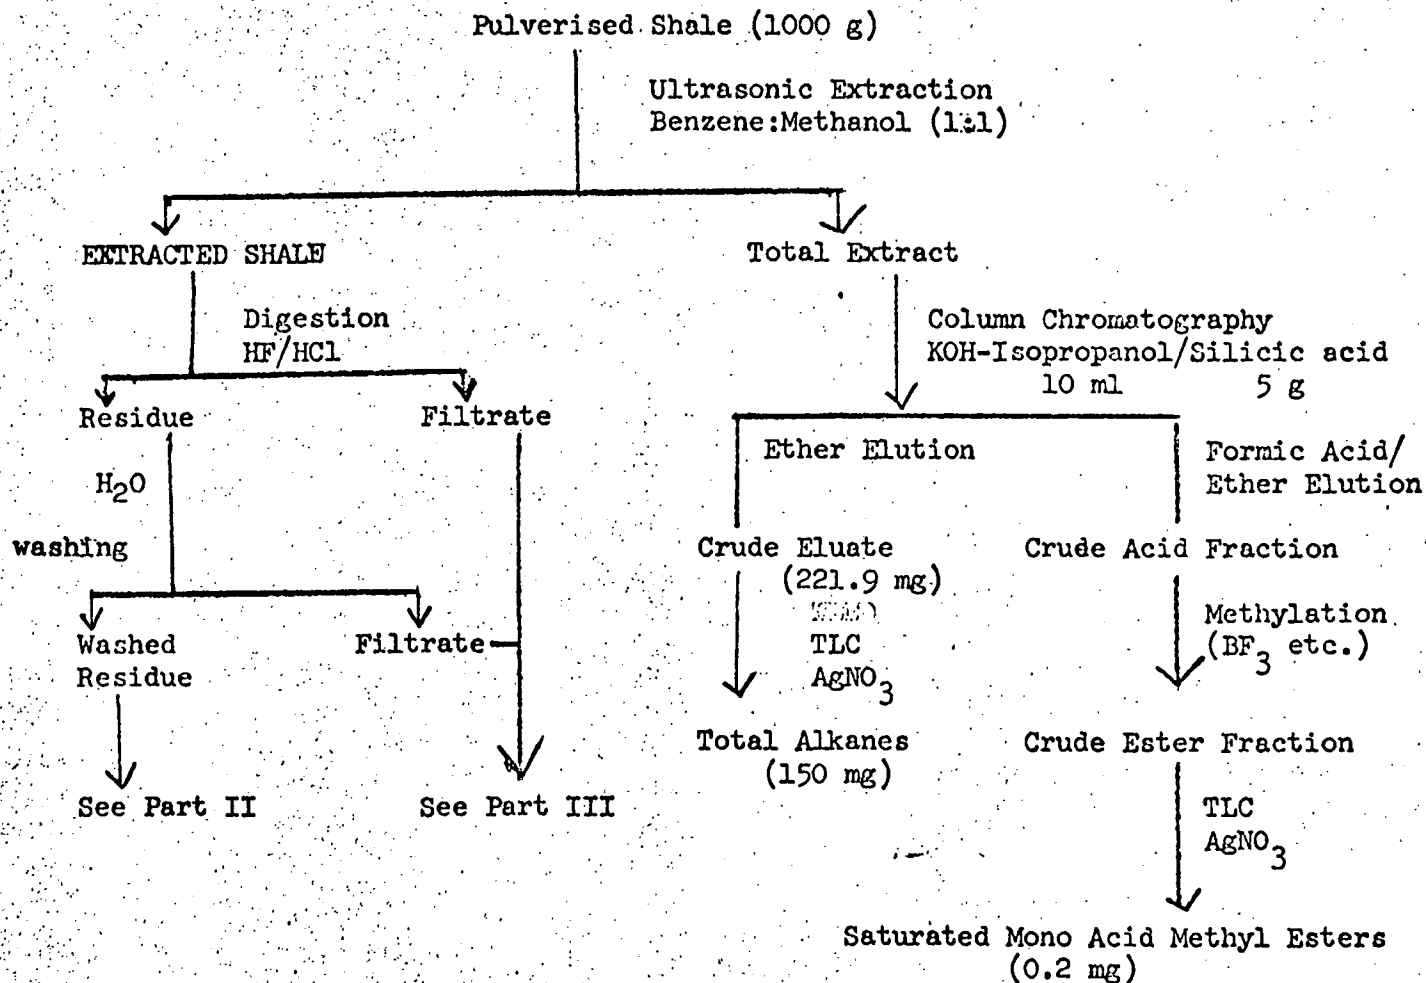 Pulverised Shale (1000 g)
Ultrasonic Extraction
Benzene:Methanol (1:1)
EXTRACTED SHALE
Total Extract
Digestion
HF/HCl
Column Chromatography
KOH-Isopropanol/Silicic acid
10 ml 5 g
Residue
Filtrate
Ether Elution
Formic Acid/
Ether Elution
H2O
washing
Crude Eluate
(221.9 mg)
Crude Acid Fraction
TLC
AgNO3
Methylation
(BF3 etc.)
Washed
Residue
Filtrate
Total Alkanes
(150 mg)
Crude Ester Fraction
See Part II
See Part III
TLC
AgNO3
Saturated Mono Acid Methyl Esters
(0.2 mg)